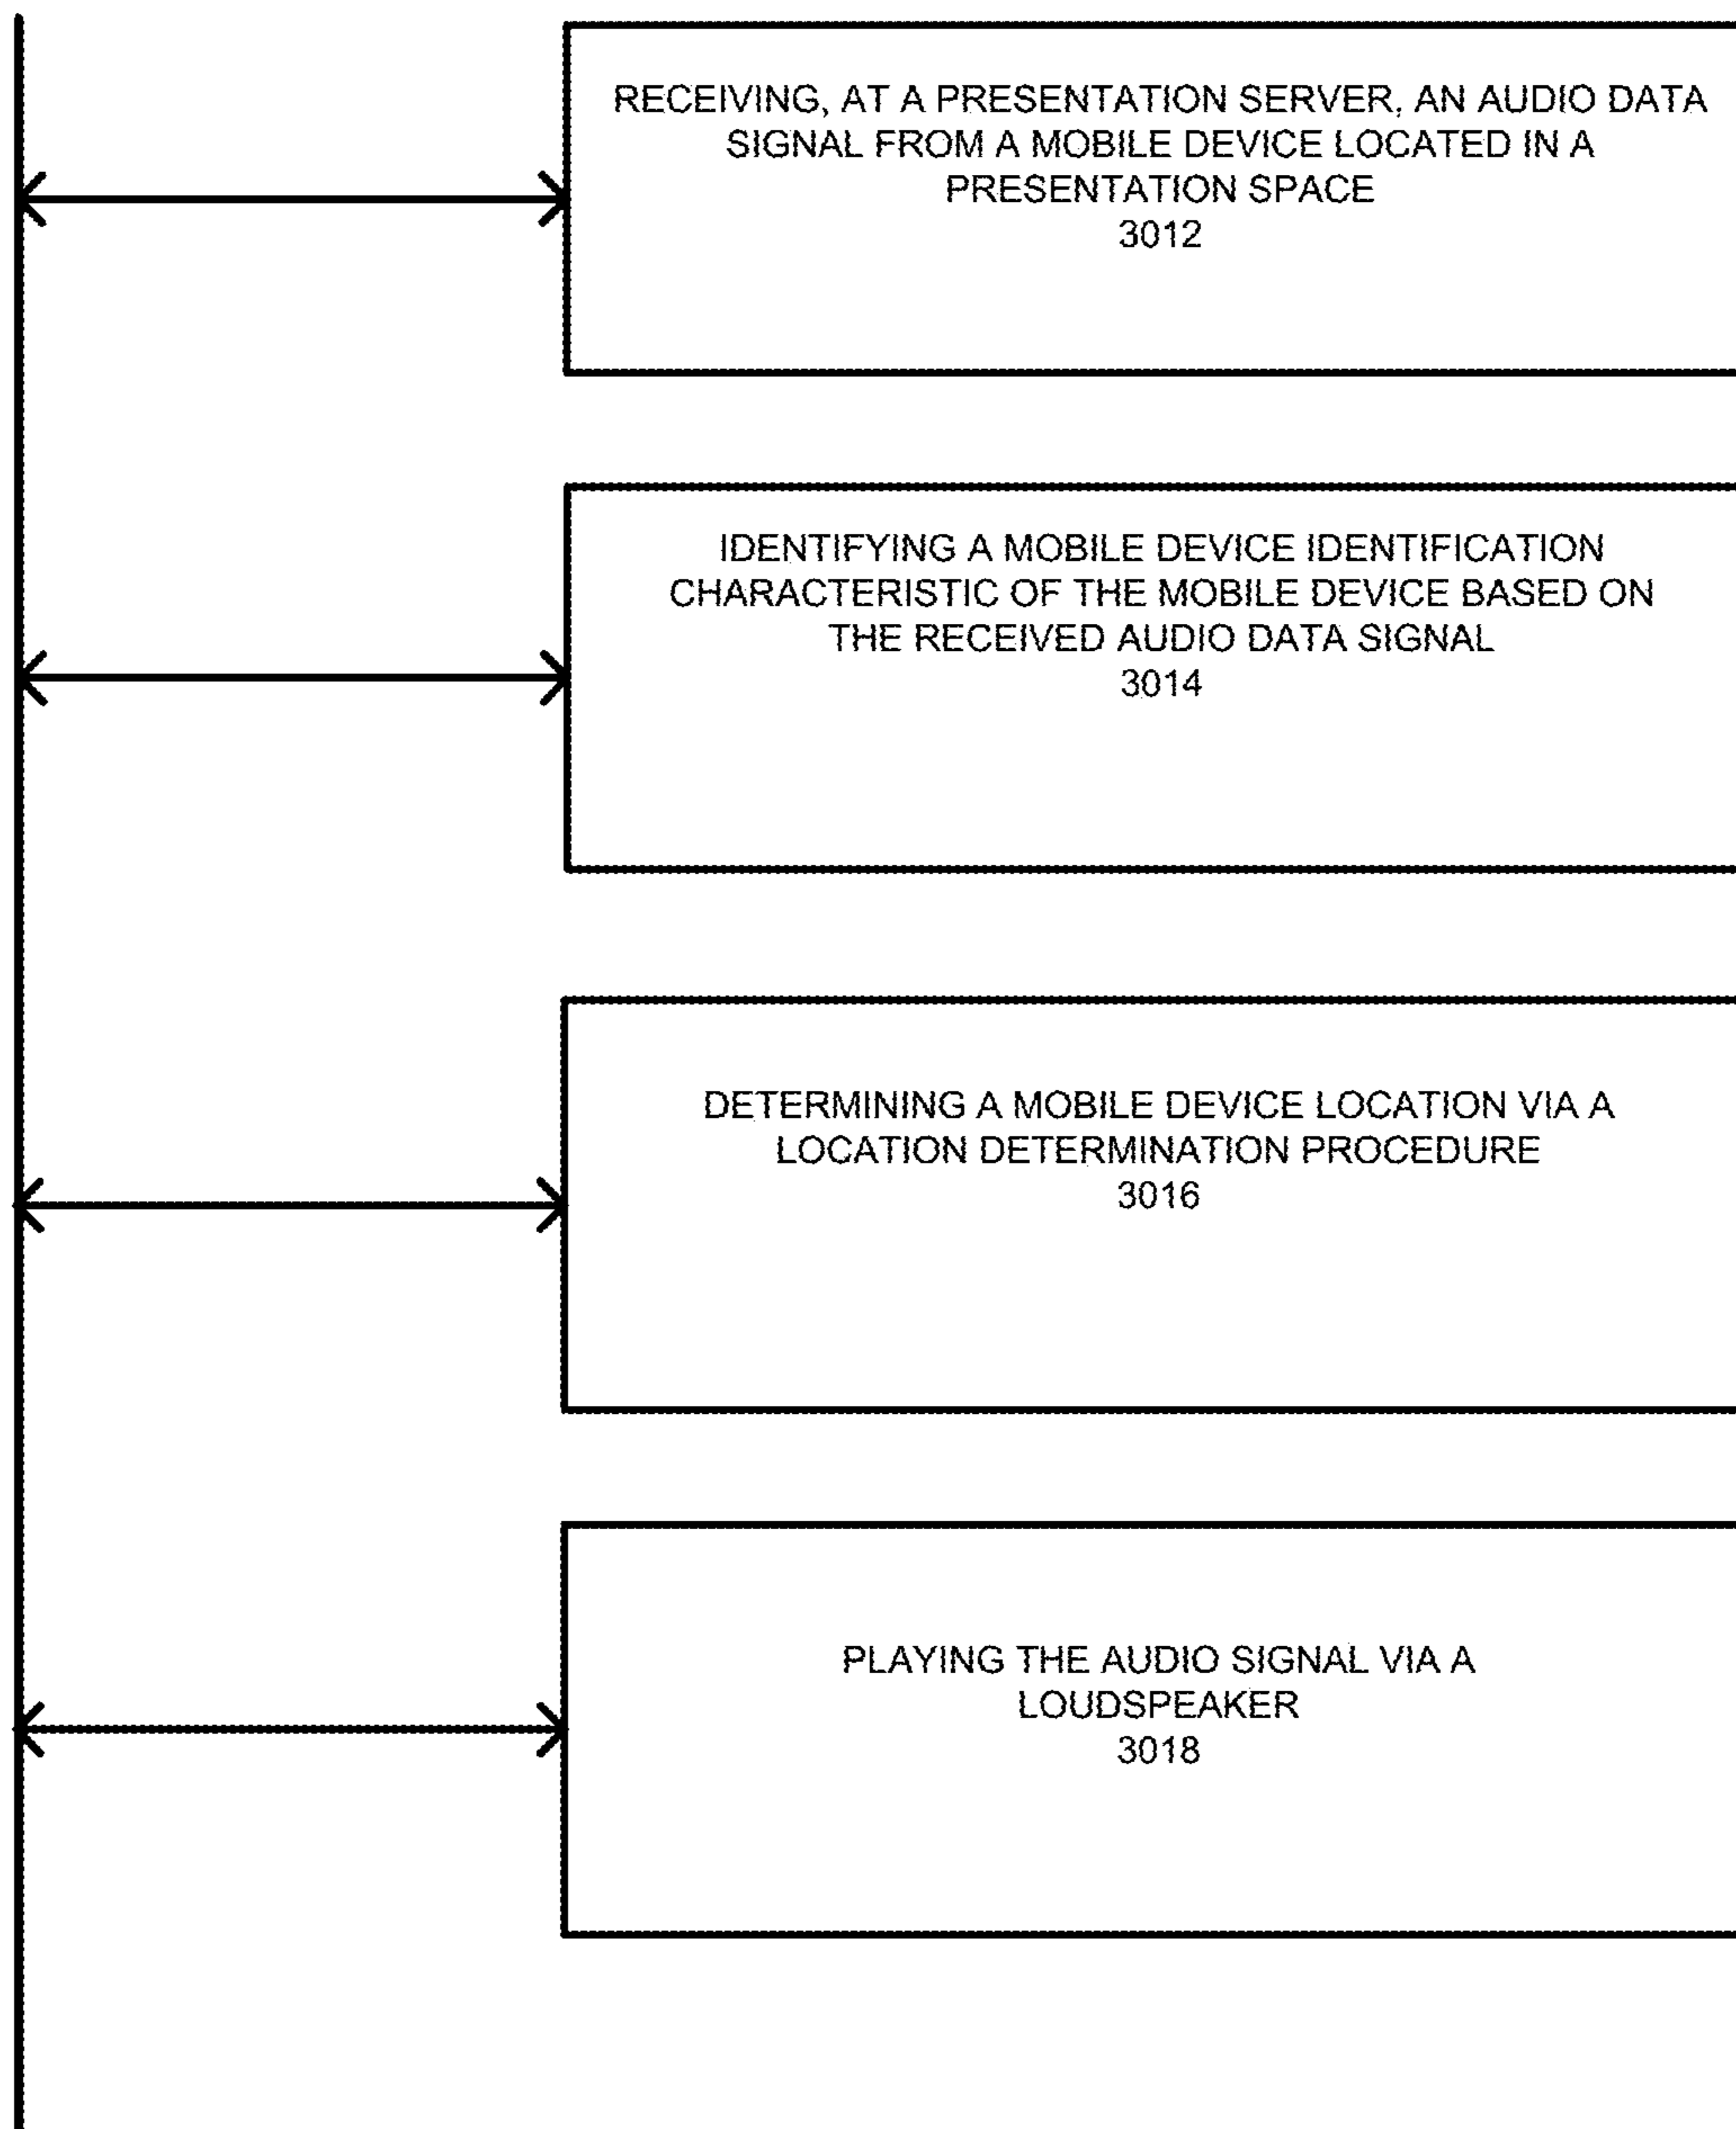 RECEIVING, AT A PRESENTATION SERVER, AN AUDIO DATA
SIGNAL FROM A MOBILE DEVICE LOCATED IN A
PRESENTATION SPACE
3012
IDENTIFYING A MOBILE DEVICE IDENTIFICATION
CHARACTERISTIC OF THE MOBILE DEVICE BASED ON
THE RECEIVED AUDIO DATA SIGNAL
3014
DETERMINING A MOBILE DEVICE LOCATION VIA A
LOCATION DETERMINATION PROCEDURE
3016
PLAYING THE AUDIO SIGNAL VIA A
LOUDSPEAKER
3018